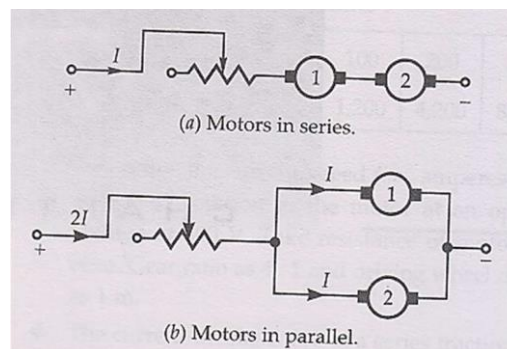 I
1
2
+
−
(a) Motors in series.
I
1
2I
+
−
I
2
(b) Motors in parallel.